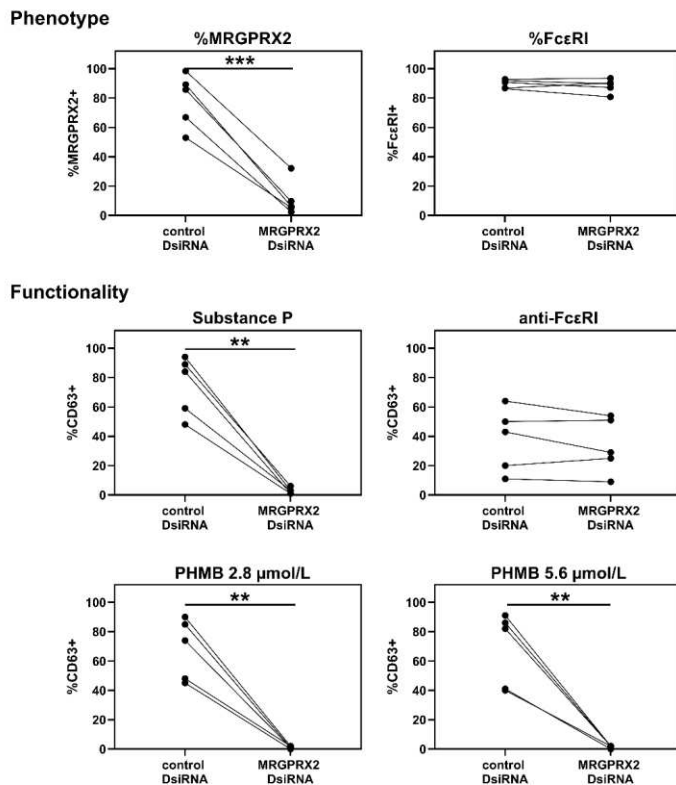 Phenotype
%MRGPRX2
%MRGPRX2+
100
80
60
40
20
0
***
control
DsiRNA
MRGPRX2
DsiRNA
%FcεRI
%FcεRI+
100
80
60
40
20
0
control
DsiRNA
MRGPRX2
DsiRNA
Functionality
Substance P
%CD63+
100
80
60
40
20
0
**
control
DsiRNA
MRGPRX2
DsiRNA
anti-FcεRI
%CD63+
100
80
60
40
20
0
control
DsiRNA
MRGPRX2
DsiRNA
PHMB 2.8 µmol/L
%CD63+
100
80
60
40
20
0
**
control
DsiRNA
MRGPRX2
DsiRNA
PHMB 5.6 µmol/L
%CD63+
100
80
60
40
20
0
**
control
DsiRNA
MRGPRX2
DsiRNA